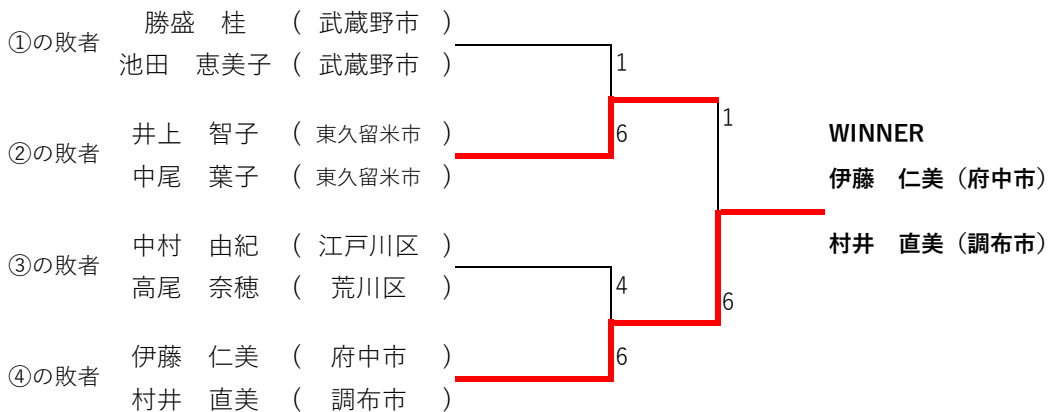 ①の敗者
勝盛　桂　（ 武蔵野市 ）
池田　恵美子（ 武蔵野市 ）
1
②の敗者
井上　智子（ 東久留米市 ）
中尾　葉子（ 東久留米市 ）
6
1
WINNER
伊藤　仁美（府中市）
村井　直美（調布市）
③の敗者
中村　由紀（ 江戸川区 ）
高尾　奈穂（ 荒川区 ）
4
6
④の敗者
伊藤　仁美（ 府中市 ）
村井　直美（ 調布市 ）
6